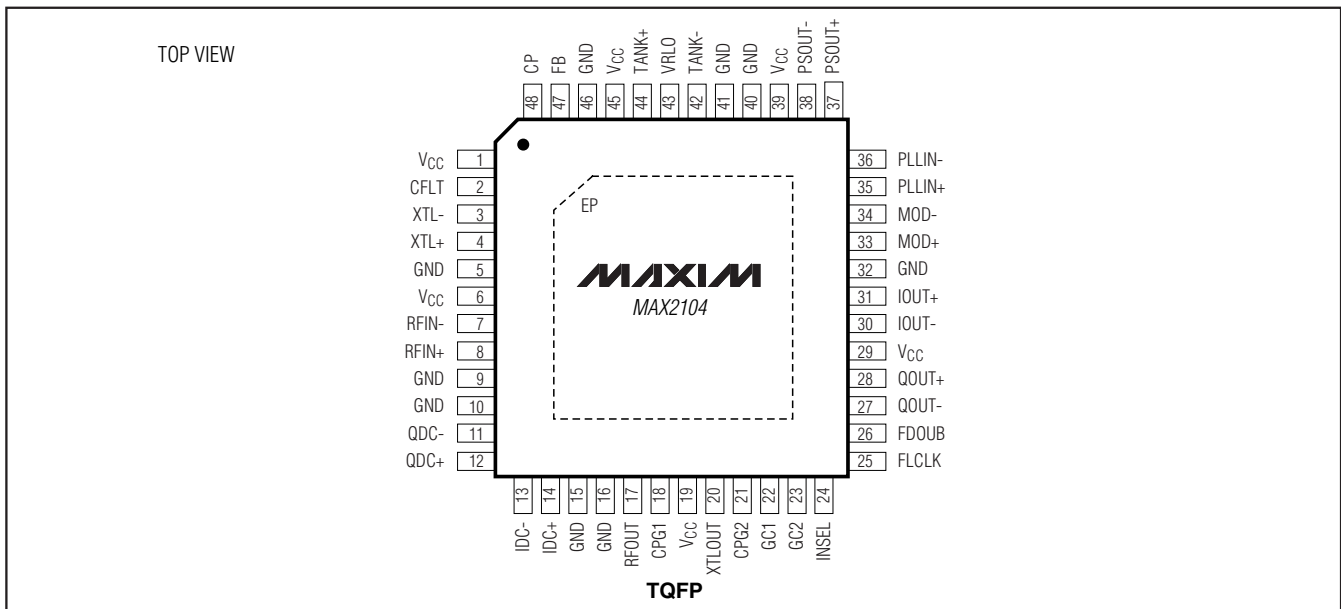 TOP VIEW
CP
FB
GND
VCC
TANK+
VRLO
TANK-
GND
GND
VCC
PSOUT-
PSOUT+
48
47
46
45
44
43
42
41
40
39
38
37
VCC 1
CFLT 2
XTL- 3
XTL+ 4
GND 5
VCC 6
RFIN- 7
RFIN+ 8
GND 9
GND 10
QDC- 11
QDC+ 12
EP
MAXIM
MAX2104
36 PLLIN-
35 PLLIN+
34 MOD-
33 MOD+
32 GND
31 IOUT+
30 IOUT-
29 VCC
28 QOUT+
27 QOUT-
26 FDOUB
25 FLCLK
13
14
15
16
17
18
19
20
21
22
23
24
IDC-
IDC+
GND
GND
RFOUT
CPG1
VCC
XTLOUT
CPG2
GC1
GC2
INSEL
TQFP